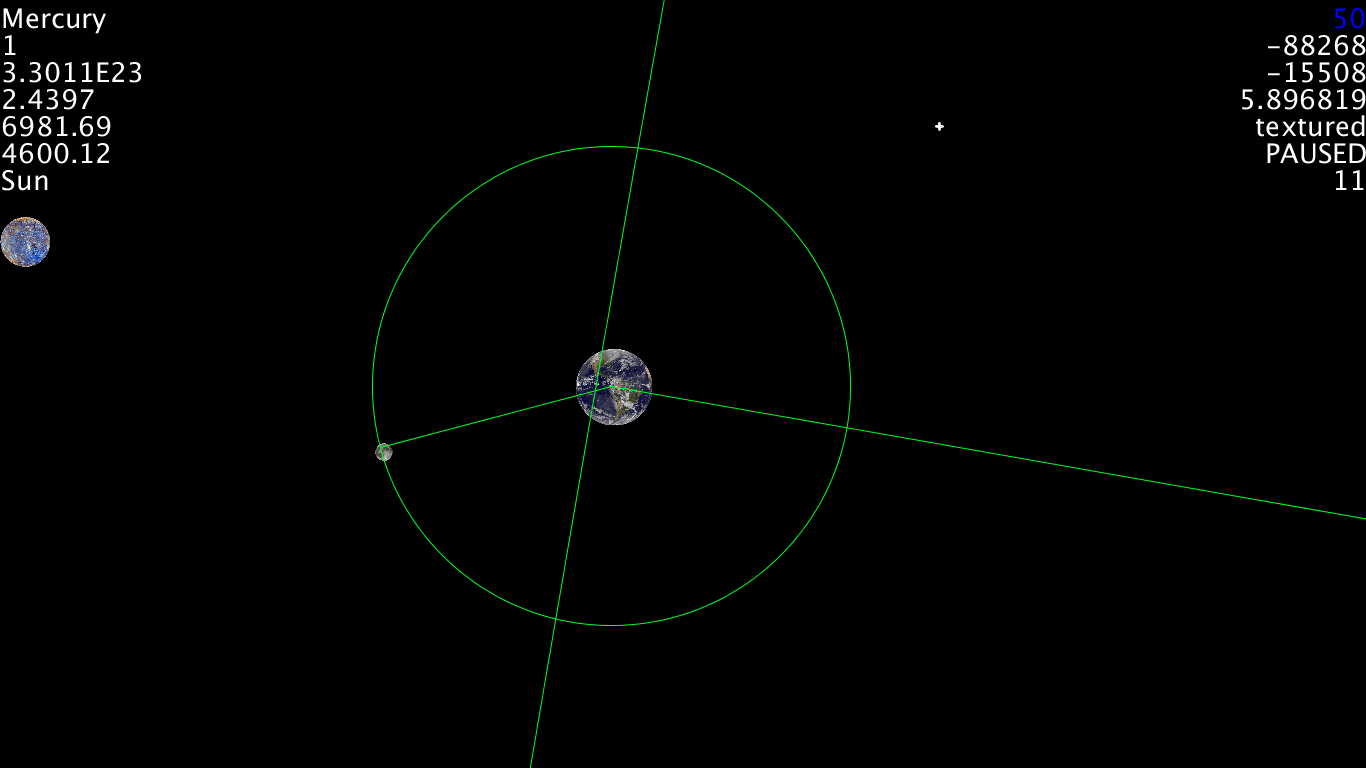 Mercury
1
3.3011E23
2.4397
6981.69
4600.12
Sun
50
-88268
-15508
5.896819
textured
PAUSED
11